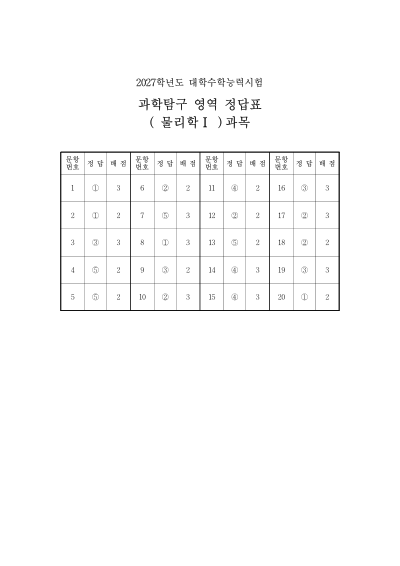 2027학년도 대학수학능력시험
과학탐구 영역 정답표
( 물리학Ⅰ )과목
문항번호 정답 배점 문항번호 정답 배점 문항번호 정답 배점 문항번호 정답 배점
1 ① 3 6 ② 2 11 ④ 2 16 ③ 3
2 ① 2 7 ⑤ 3 12 ② 2 17 ② 3
3 ③ 3 8 ① 3 13 ⑤ 2 18 ② 2
4 ⑤ 2 9 ③ 2 14 ④ 3 19 ③ 3
5 ⑤ 2 10 ② 3 15 ④ 3 20 ① 2